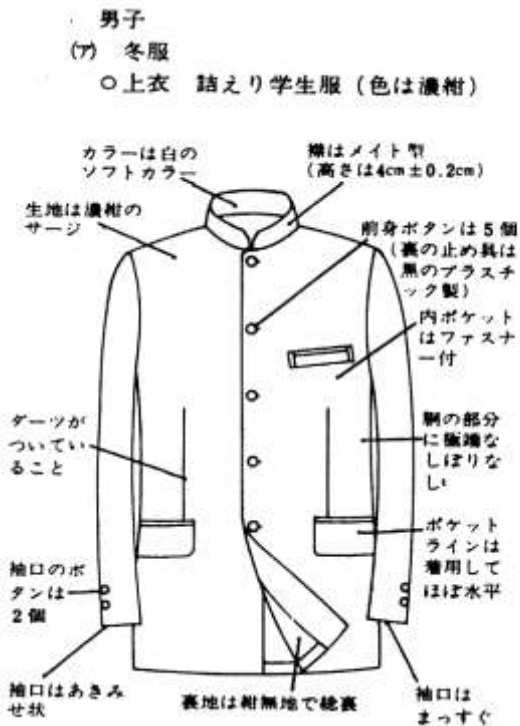 男子
(ア) 冬服
○上衣 詰えり学生服(色は濃紺)
カラーは白の
ソフトカラー
襟はメイト型
(高さは4cm±0.2cm)
生地は濃紺の
サージ
前身ボタンは5個
(裏の止め具は
黒のプラスチ
ック製)
内ポケット
はファスナ
ー付
ダーツが
ついてい
ること
胴の部分
に極端な
しぼりな
し
ポケット
ラインは
着用して
ほぼ水平
袖口のボ
タンは
2個
袖口はあきみ
せ状
裏地は紺無地で総裏
袖口は
まっすぐ